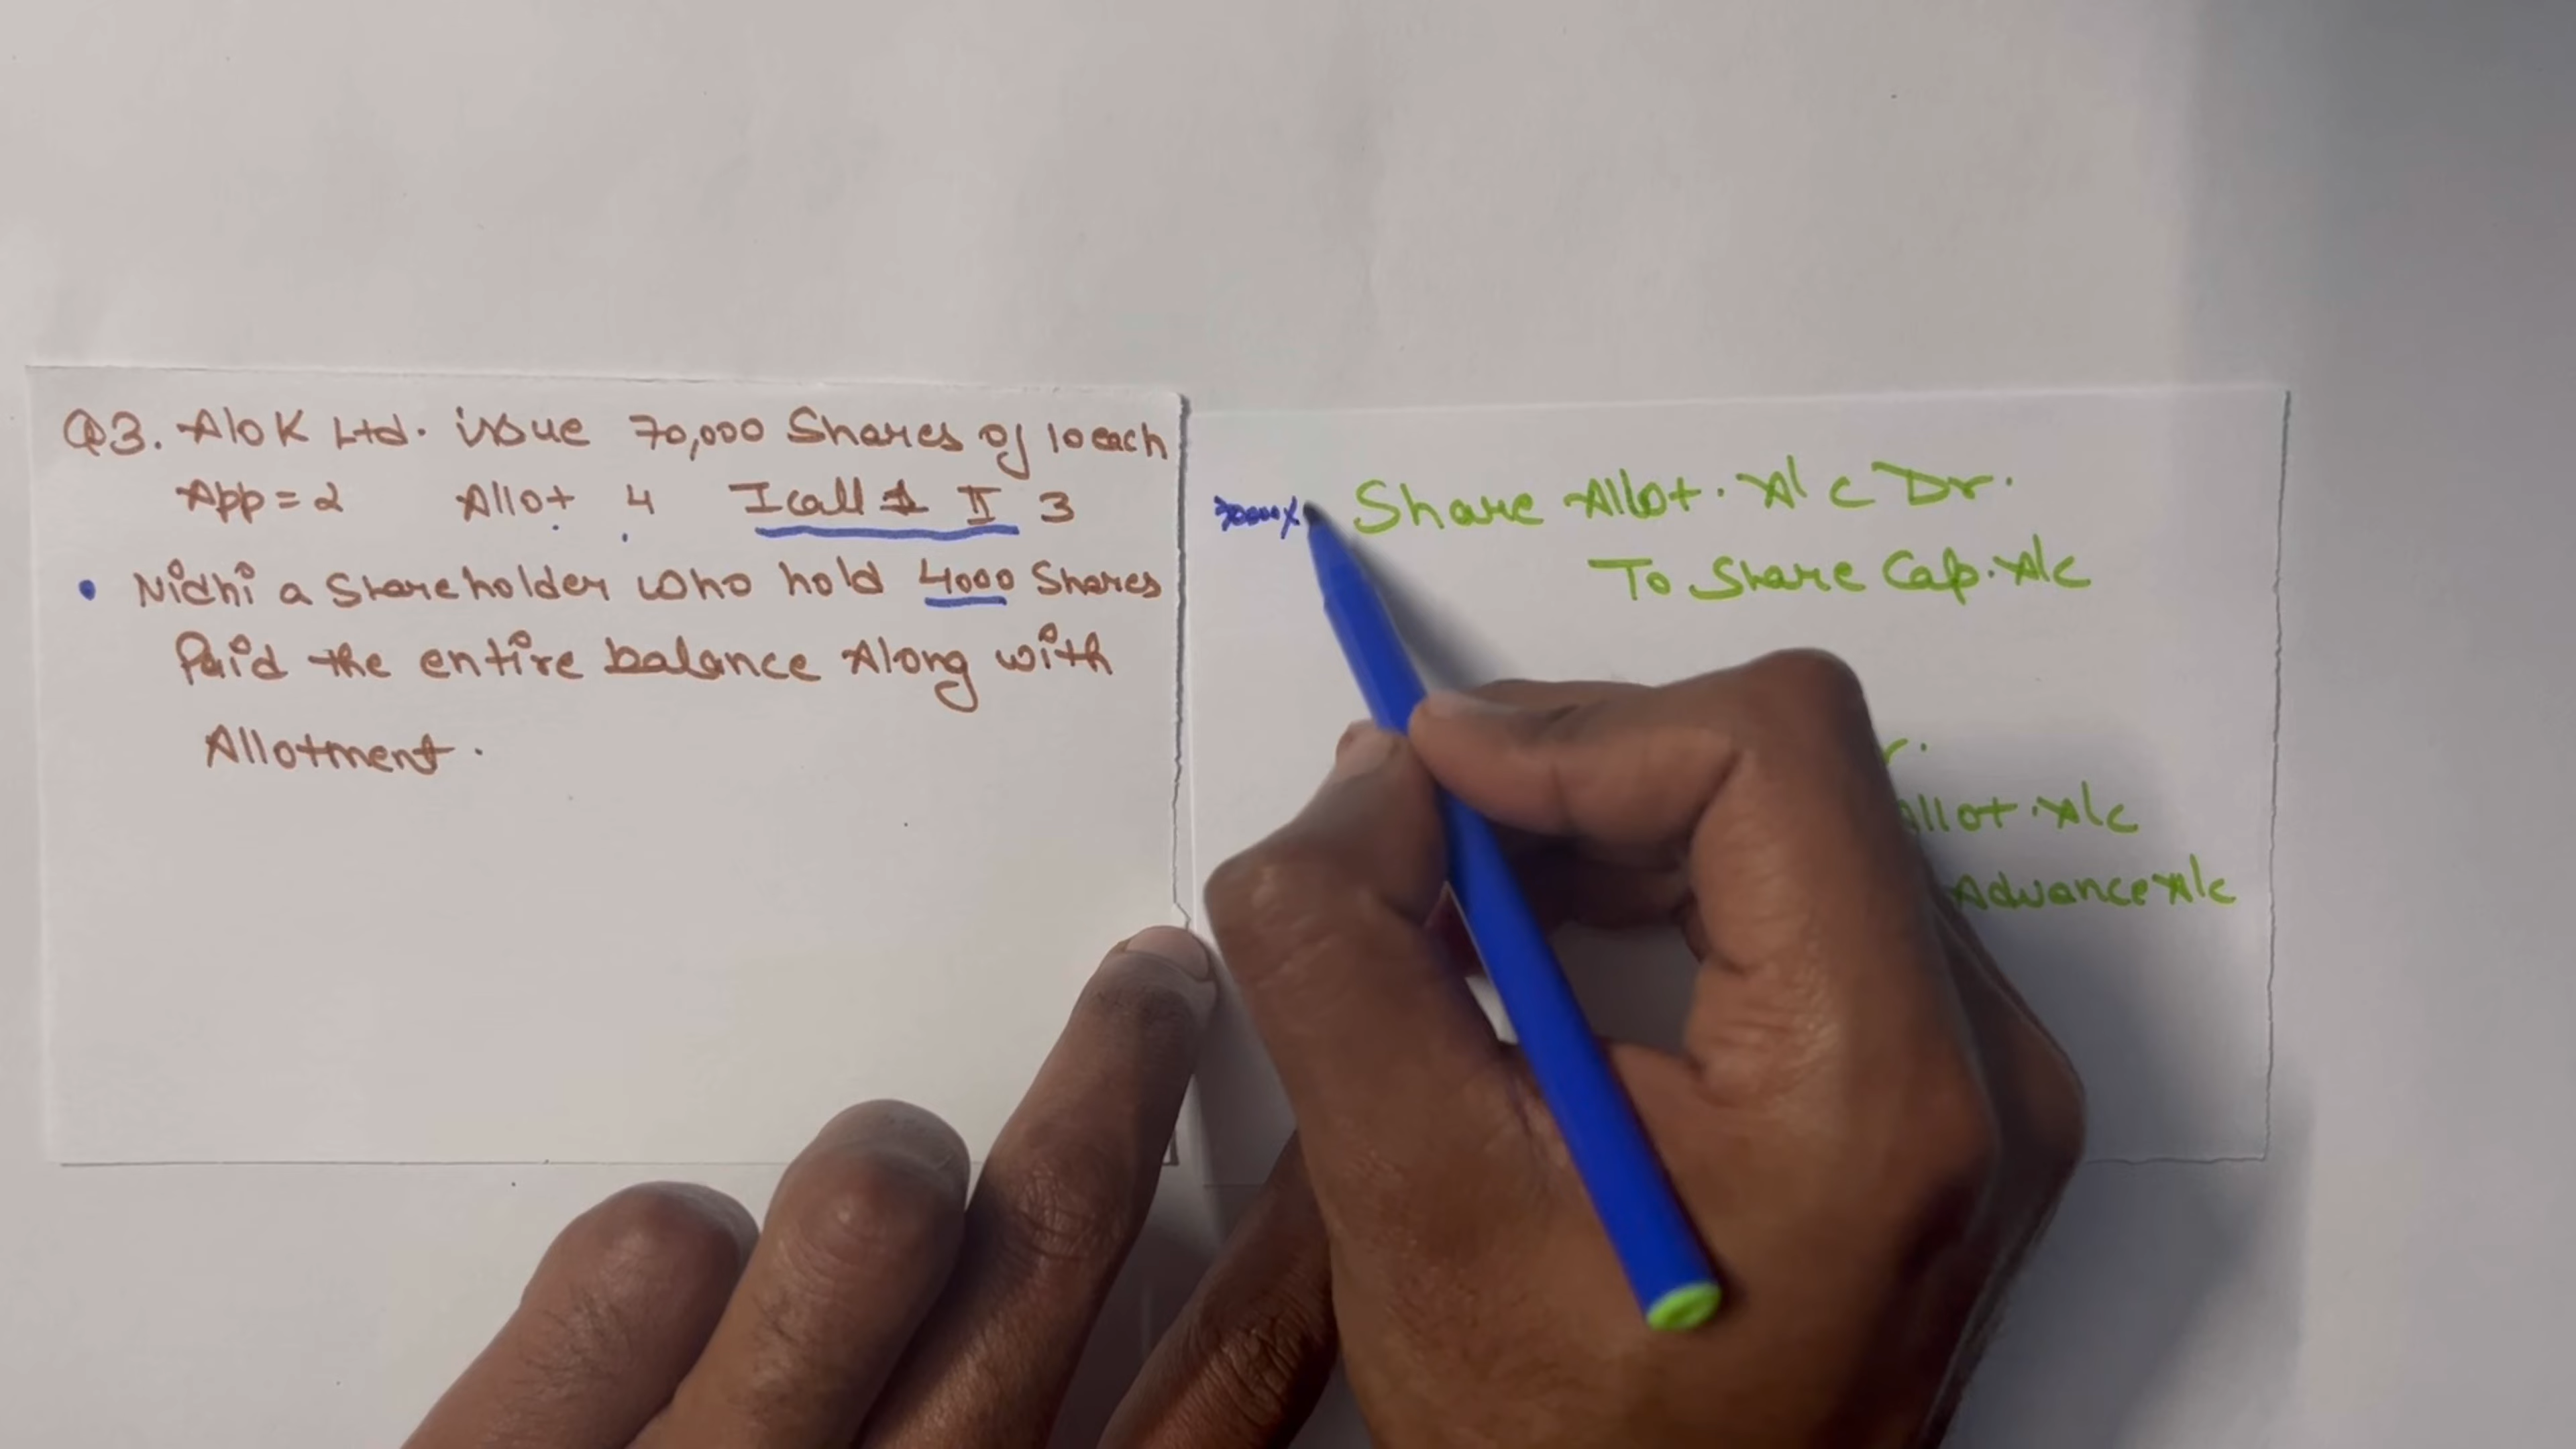 Q3. Alok Ltd. issue 70,000 Shares of 10 each
App = 2 Allot 4 I call 1 II 3
• Nidhi a Shareholder who hold 4000 Shares
Paid the entire balance Along with
Allotment.
70000x Share Allot. A/c Dr.
To Share Cap. A/c
r.
Allot. A/c
Advance A/c